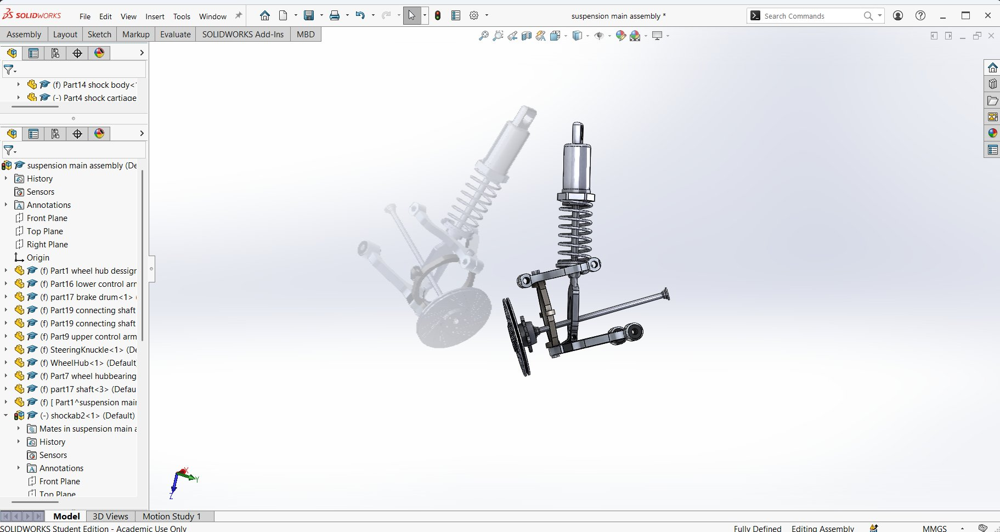 SOLIDWORKS File Edit View Insert Tools Window suspension main assembly * Search Commands
Assembly Layout Sketch Markup Evaluate SOLIDWORKS Add-Ins MBD
(f) Part14 shock body<
(-) Part4 shock cartiage
suspension main assembly (De
History
Sensors
A Annotations
Front Plane
Top Plane
Right Plane
Origin
(f) Part1 wheel hub dessigr
(f) Part16 lower control arr
(f) part17 brake drum<1> (
(f) Part19 connecting shaft
(f) Part19 connecting shaft
(f) Part9 upper control arm
(f) SteeringKnuckle<1> (De
(f) WheelHub<1> (Default)
(f) Part7 wheel hubbearing
(f) part17 shaft<3> (Defau
(f) [ Part1^suspension mair
(-) shockab2<1> (Default)
Mates in suspension main a
History
Sensors
A Annotations
Front Plane
Top Plane
X
Y
Z
Model 3D Views Motion Study 1
SOLIDWORKS Student Edition - Academic Use Only Fully Defined Editing Assembly MMGS